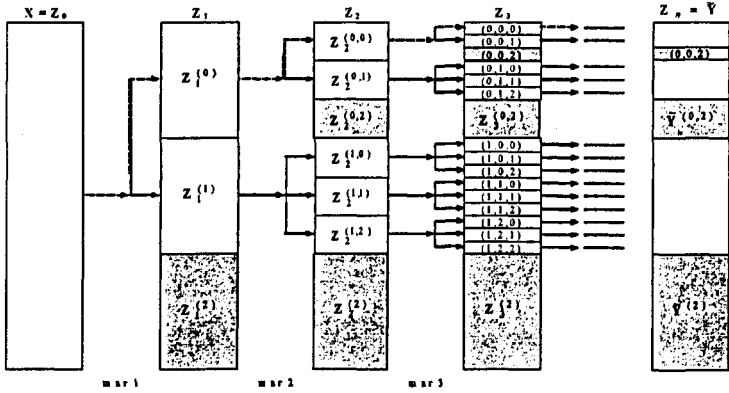 X = Z₀ Z₁ Z₂ Z₃ Zₙ = Ȳ
Z₁⁽⁰⁾
Z₂⁽⁰,⁰⁾
Z₂⁽⁰,¹⁾
Z₂⁽⁰,²⁾
(0,0,0)
(0,0,1)
(0,0,2)
(0,1,0)
(0,1,1)
(0,1,2)
Z₃⁽⁰,²⁾
(0,0,2)
Ȳₙ⁽⁰,²⁾
Z₁⁽¹⁾
Z₂⁽¹,⁰⁾
Z₂⁽¹,¹⁾
Z₂⁽¹,²⁾
(1,0,0)
(1,0,1)
(1,0,2)
(1,1,0)
(1,1,1)
(1,1,2)
(1,2,0)
(1,2,1)
(1,2,2)
Z₁⁽²⁾
Z₂⁽²⁾
Z₃⁽²⁾
Ȳ⁽²⁾